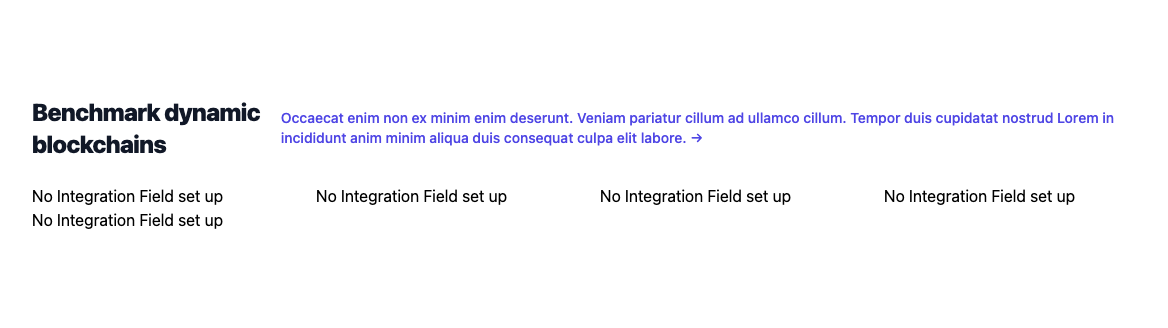 Benchmark dynamic
blockchains
Occaecat enim non ex minim enim deserunt. Veniam pariatur cillum ad ullamco cillum. Tempor duis cupidatat nostrud Lorem in
incididunt anim minim aliqua duis consequat culpa elit labore. →
No Integration Field set up
No Integration Field set up
No Integration Field set up
No Integration Field set up
No Integration Field set up